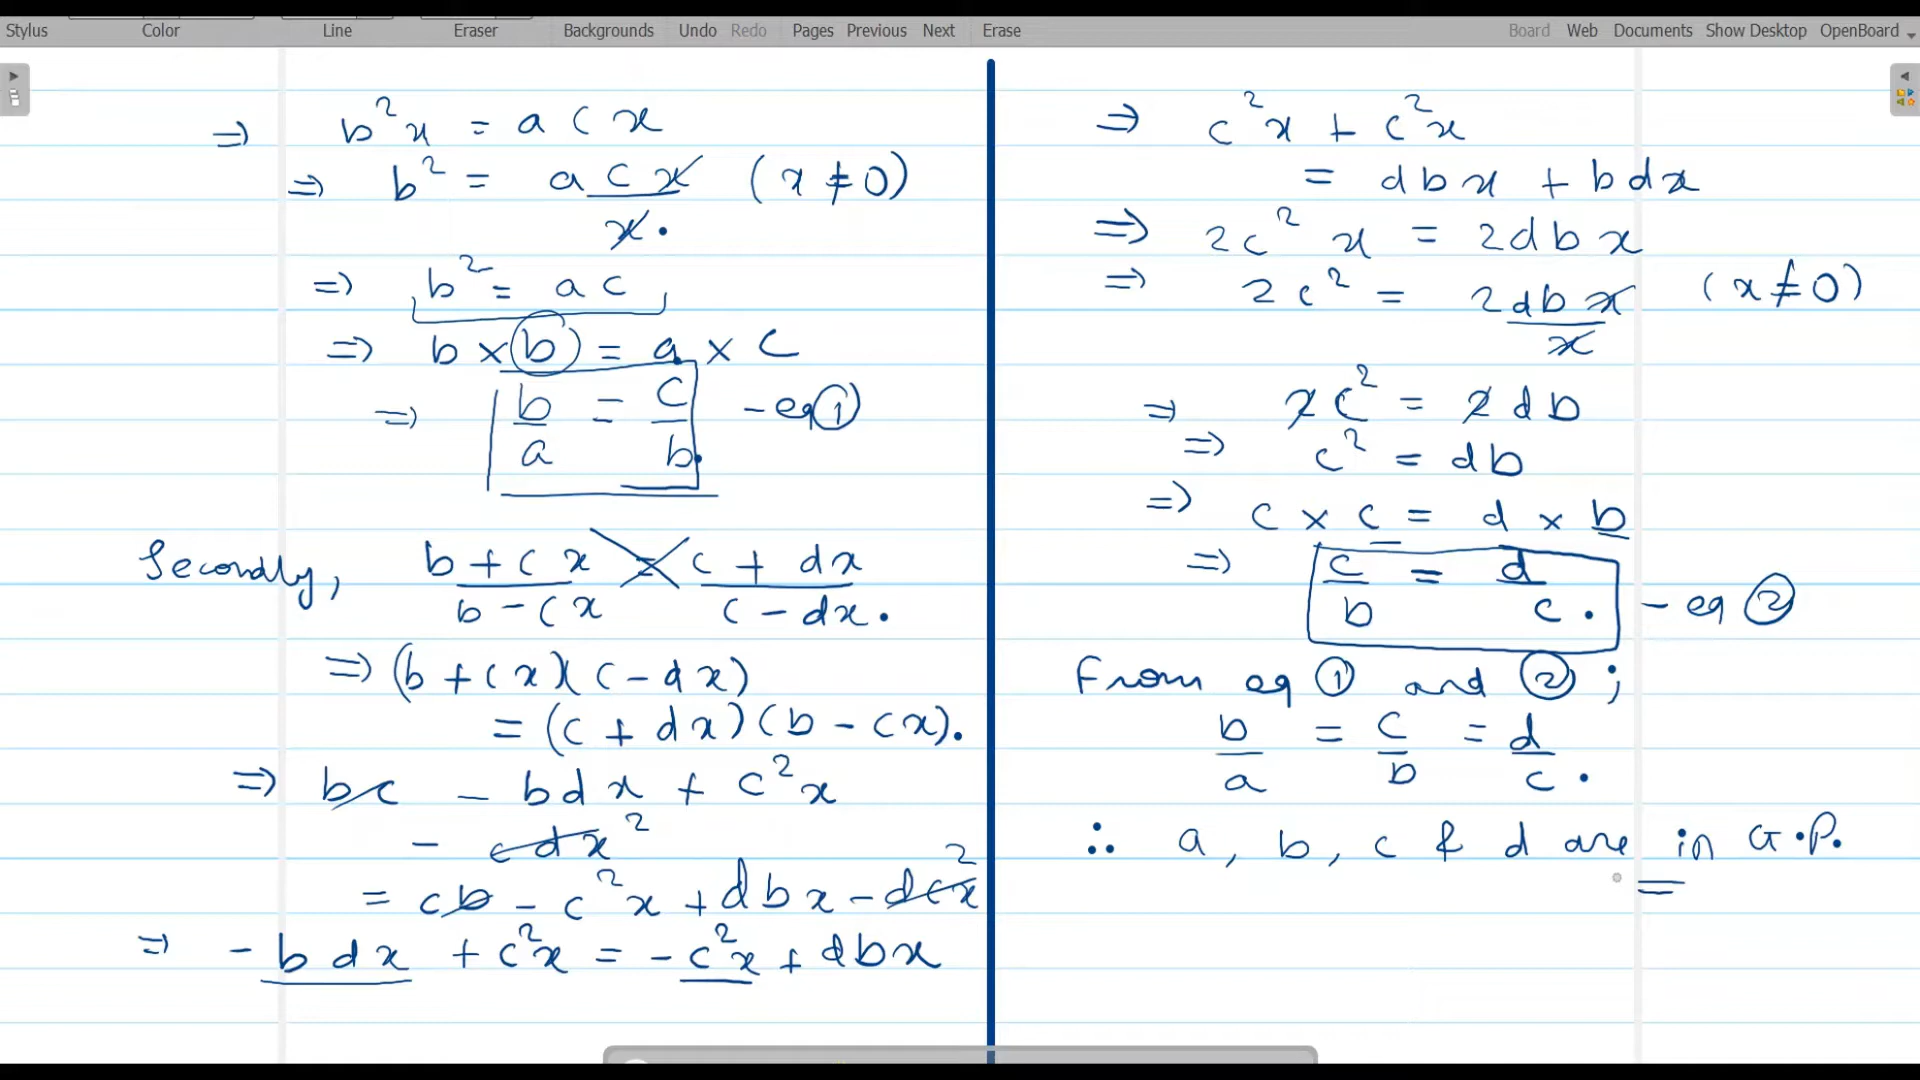 Stylus Color Line Eraser Backgrounds Undo Redo Pages Previous Next Erase Board Web Documents Show Desktop OpenBoard
⇒ b²x = acx
⇒ b² = acx/x. (x ≠ 0)
⇒ b² = ac
⇒ b × b = a × c
⇒ b/a = c/b. - eq ①
Secondly, b + cx / b - cx = c + dx / c - dx.
⇒ (b + cx)(c - dx)
= (c + dx)(b - cx).
⇒ bc - bdx + c²x
- cdx²
= cb - c²x + dbx - dcx²
⇒ - bdx + c²x = - c²x + dbx
⇒ c²x + c²x
= dbx + bdx
⇒ 2c²x = 2dbx
⇒ 2c² = 2dbx/x (x ≠ 0)
⇒ 2c² = 2db
⇒ c² = db
⇒ c × c = d × b
⇒ c/b = d/c. - eq ②
From eq ① and ② ;
b/a = c/b = d/c.
∴ a, b, c & d are in G.P.